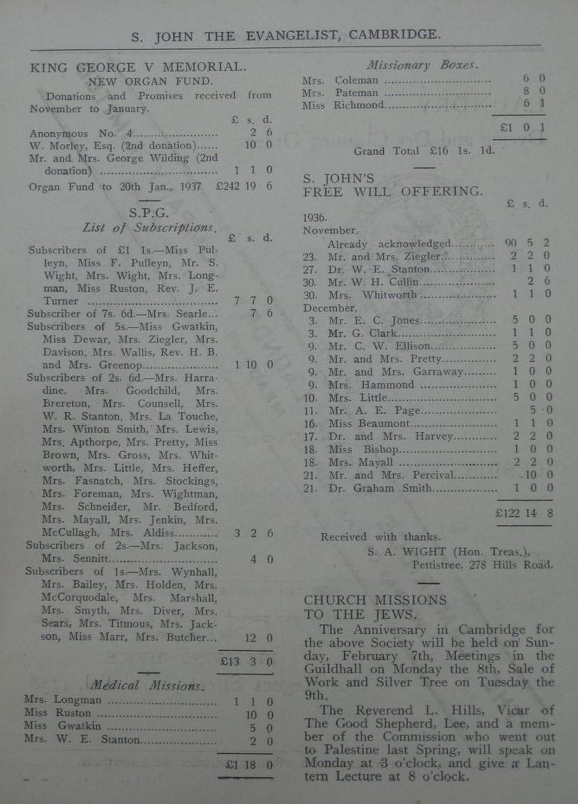 S. JOHN THE EVANGELIST, CAMBRIDGE.
KING GEORGE V MEMORIAL.
NEW ORGAN FUND.
Donations and Promises received from
November to January.
£ s. d.
Anonymous No. 4...................... 2 6
W. Morley, Esq. (2nd donation)...... 10 0
Mr. and Mrs. George Wilding (2nd
donation) ........................... 1 1 0
Organ Fund to 20th Jan., 1937 £242 19 6
S.P.G.
List of Subscriptions.
£ s. d.
Subscribers of £1 1s.—Miss Pul-
leyn, Miss F. Pulleyn, Mr. S.
Wight, Mrs. Wight, Mrs. Long-
man, Miss Ruston, Rev. J. E.
Turner ................................ 7 7 0
Subscriber of 7s. 6d.—Mrs. Searle... 7 6
Subscribers of 5s.—Miss Gwatkin,
Miss Dewar, Mrs. Ziegler, Mrs.
Davison, Mrs. Wallis, Rev. H. B.
and Mrs. Greenop.................. 1 10 0
Subscribers of 2s. 6d.—Mrs. Harra-
dine, Mrs. Goodchild, Mrs.
Brereton, Mrs. Counsell, Mrs.
W. R. Stanton, Mrs. La Touche,
Mrs. Winton Smith, Mrs. Lewis,
Mrs, Apthorpe, Mrs. Pretty, Miss
Brown, Mrs. Gross, Mrs. Whit-
worth, Mrs. Little, Mrs. Heffer,
Mrs. Fasnatch, Mrs. Stockings,
Mrs. Foreman, Mrs. Wightman,
Mrs. Schneider, Mr. Bedford,
Mrs. Mayall, Mrs. Jenkin, Mrs.
McCullagh, Mrs. Aldiss............ 3 2 6
Subscribers of 2s.—Mrs. Jackson,
Mrs. Sennitt......................... 4 0
Subscribers of 1s.—Mrs. Wynhall,
Mrs. Bailey, Mrs. Holden, Mrs.
McCorquodale, Mrs. Marshall,
Mrs. Smyth, Mrs. Diver, Mrs.
Sears, Mrs. Titmous, Mrs. Jack-
son, Miss Marr, Mrs. Butcher... 12 0
£13 3 0
Medical Missions.
Mrs. Longman ........................... 1 1 0
Miss Ruston .............................. 10 0
Miss Gwatkin ............................ 5 0
Mrs. W. E. Stanton..................... 2 0
£1 18 0
Missionary Boxes.
Mrs. Coleman ........................... 6 0
Mrs. Pateman ........................... 8 0
Miss Richmond .......................... 6 1
£1 0 1
Grand Total £16 1s. 1d.
S. JOHN'S
FREE WILL OFFERING.
£ s. d.
1936.
November.
Already acknowledged............ 90 5 2
23. Mr. and Mrs. Ziegler............ 2 2 0
27. Dr. W. E. Stanton............... 1 1 0
30. Mr. W. H. Cullin................. 2 6
30. Mrs. Whitworth .................. 1 1 0
December.
3. Mr. E. C. Jones.................. 5 0 0
3. Mr. G. Clark..................... 1 1 0
9. Mr. C. W. Ellison............... 5 0 0
9. Mr. and Mrs. Pretty............ 2 2 0
9. Mr. and Mrs. Garraway......... 1 0 0
9. Mrs. Hammond .................. 1 0 0
10. Mrs. Little........................ 5 0 0
11. Mr. A. E. Page.................. 5 0
16. Miss Beaumont.................. 1 1 0
17. Dr. and Mrs. Harvey............ 2 2 0
18. Miss Bishop..................... 1 0 0
18. Mrs. Mayall ..................... 2 2 0
21. Mr. and Mrs. Percival............ 10 0
21. Dr. Graham Smith............... 1 0 0
£122 14 8
Received with thanks.
S. A. WIGHT (Hon. Treas.),
Pettistree, 278 Hills Road.
CHURCH MISSIONS
TO THE JEWS.
The Anniversary in Cambridge for
the above Society will be held on Sun-
day, February 7th, Meetings in the
Guildhall on Monday the 8th, Sale of
Work and Silver Tree on Tuesday the
9th.
The Reverend L. Hills, Vicar of
The Good Shepherd, Lee, and a mem-
ber of the Commission who went out
to Palestine last Spring, will speak on
Monday at 3 o'clock, and give a Lan-
tern Lecture at 8 o'clock.